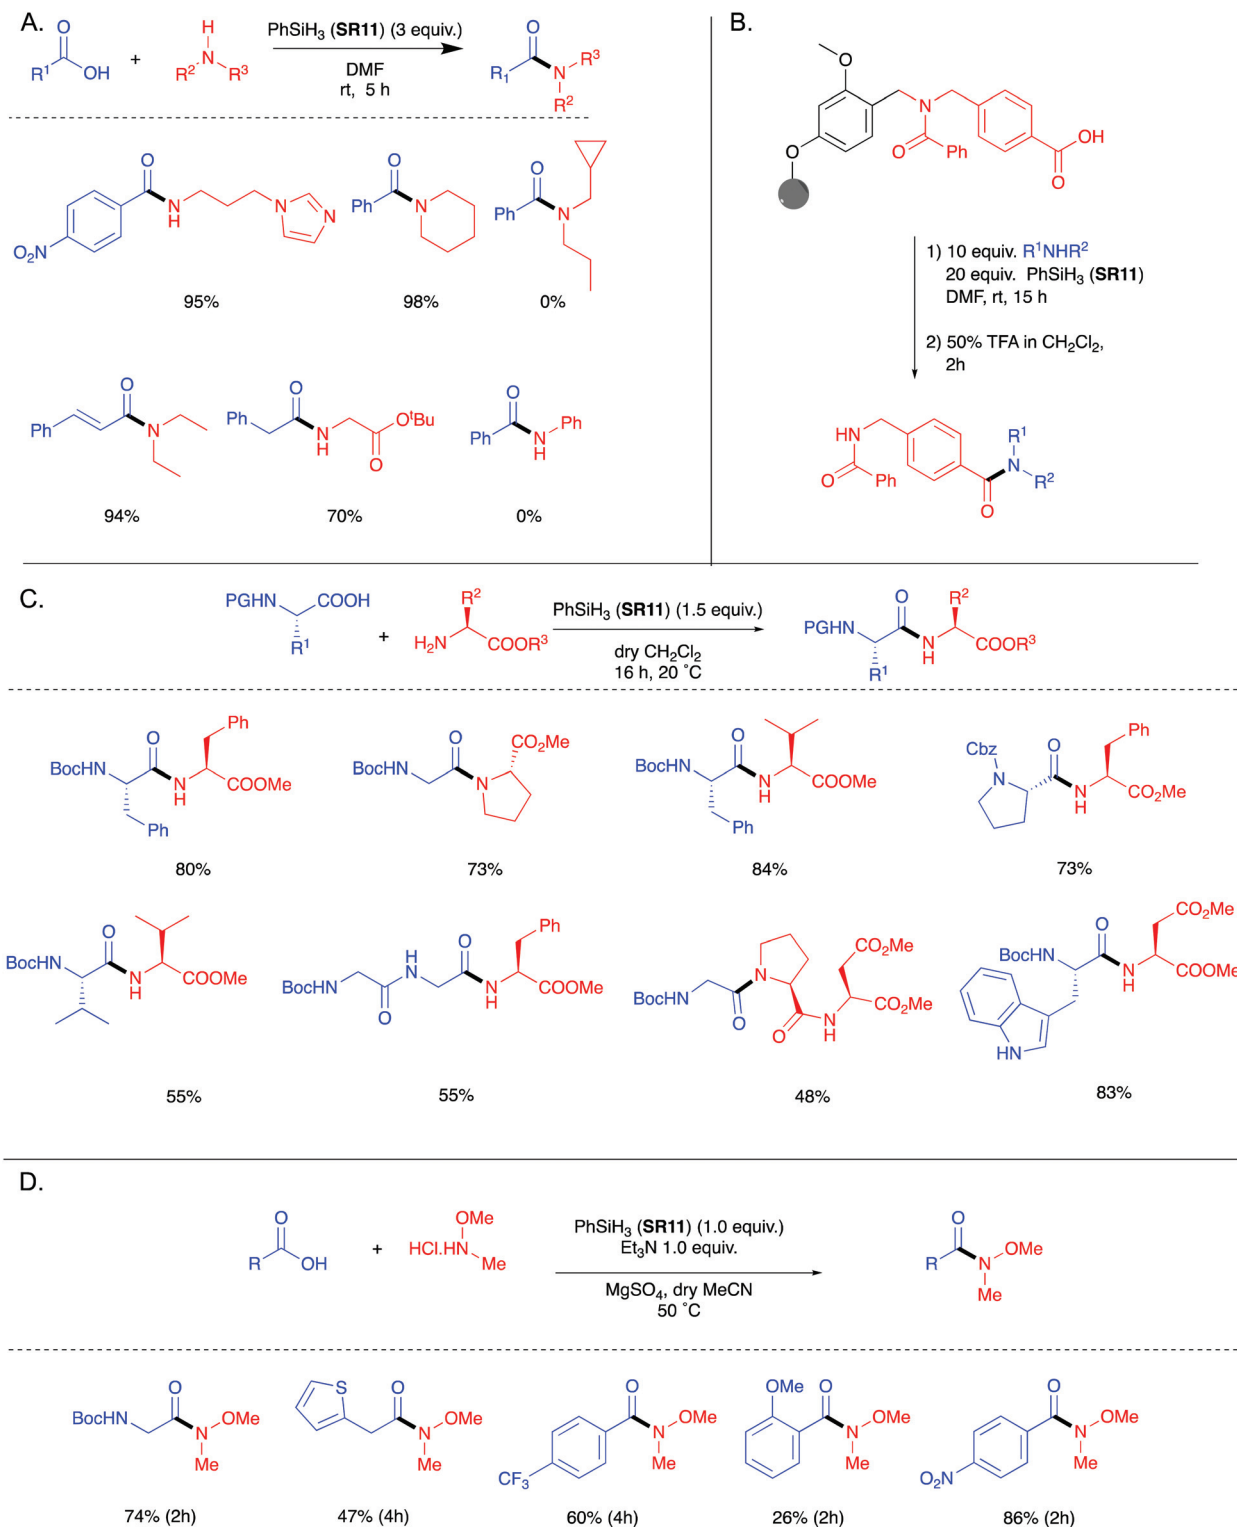 A.
O
R¹
OH
+
H
N
R²
R³
PhSiH₃ (SR11) (3 equiv.)
DMF
rt, 5 h
O
R₁
N
R³
R²
O
N
H
N
N
O₂N
95%
O
Ph
N
98%
O
Ph
N
0%
O
Ph
N
94%
O
Ph
N
H
OᵗBu
O
70%
O
Ph
N
H
Ph
0%
B.
O
O
N
O
Ph
OH
O
1) 10 equiv. R¹NHR²
20 equiv. PhSiH₃ (SR11)
DMF, rt, 15 h
2) 50% TFA in CH₂Cl₂,
2h
HN
O
Ph
R¹
N
R²
O
C.
PGHN
COOH
R¹
+
R²
H₂N
COOR³
PhSiH₃ (SR11) (1.5 equiv.)
dry CH₂Cl₂
16 h, 20 ˚C
O
R²
PGHN
N
H
COOR³
R¹
Ph
O
BocHN
N
H
COOMe
Ph
80%
O
CO₂Me
BocHN
N
73%
O
BocHN
N
H
COOMe
Ph
84%
Cbz
N
O
Ph
N
H
CO₂Me
73%
O
BocHN
N
H
COOMe
55%
Ph
H
N
O
BocHN
O
N
H
COOMe
55%
N
CO₂Me
BocHN
O
CO₂Me
O
N
H
48%
CO₂Me
O
BocHN
N
H
COOMe
HN
83%
D.
O
R
OH
+
OMe
HCl.HN
Me
PhSiH₃ (SR11) (1.0 equiv.)
Et₃N 1.0 equiv.
MgSO₄, dry MeCN
50 ˚C
O
R
N
OMe
Me
O
BocHN
N
OMe
Me
74% (2h)
S
O
N
OMe
Me
47% (4h)
O
N
OMe
Me
CF₃
60% (4h)
OMe
O
N
OMe
Me
26% (2h)
O
N
OMe
Me
O₂N
86% (2h)